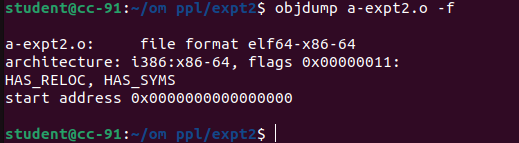 student@cc-91:~/om ppl/expt2$ objdump a-expt2.o -f

a-expt2.o:     file format elf64-x86-64
architecture: i386:x86-64, flags 0x00000011:
HAS_RELOC, HAS_SYMS
start address 0x0000000000000000

student@cc-91:~/om ppl/expt2$